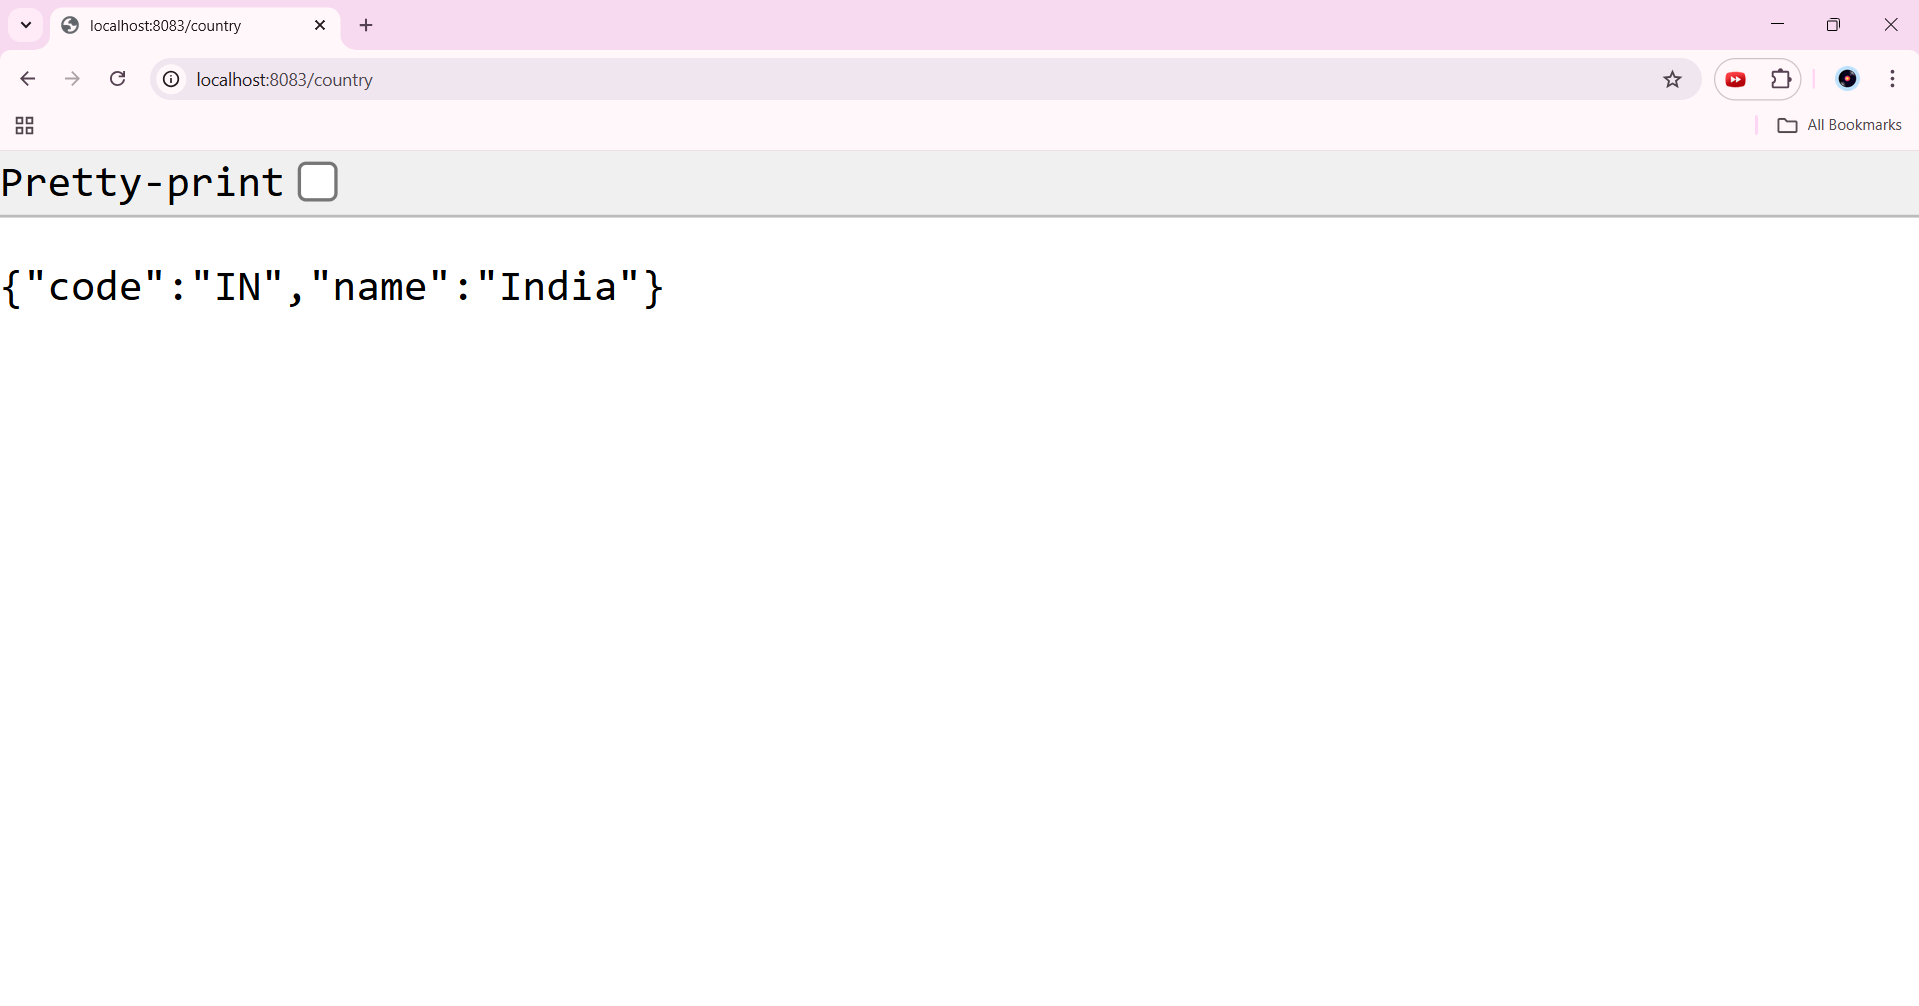 localhost:8083/country
localhost:8083/country
All Bookmarks
Pretty-print
{"code":"IN","name":"India"}